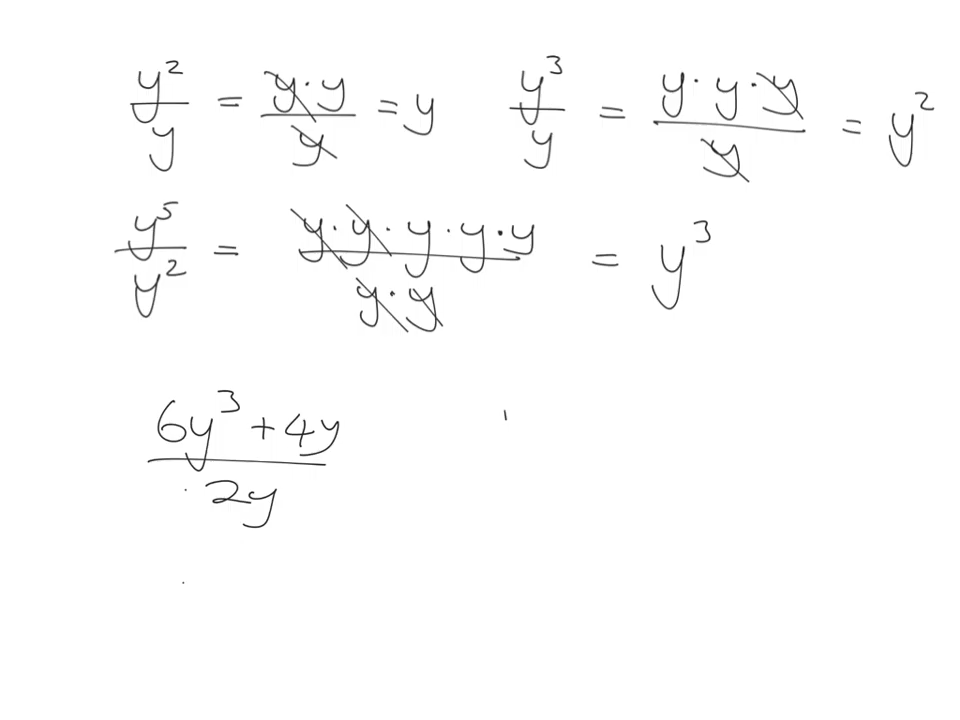 y²/y = y·y/y = y    y³/y = y·y·y/y = y²
y⁵/y² = y·y·y·y·y/y·y = y³
6y³+4y/2y